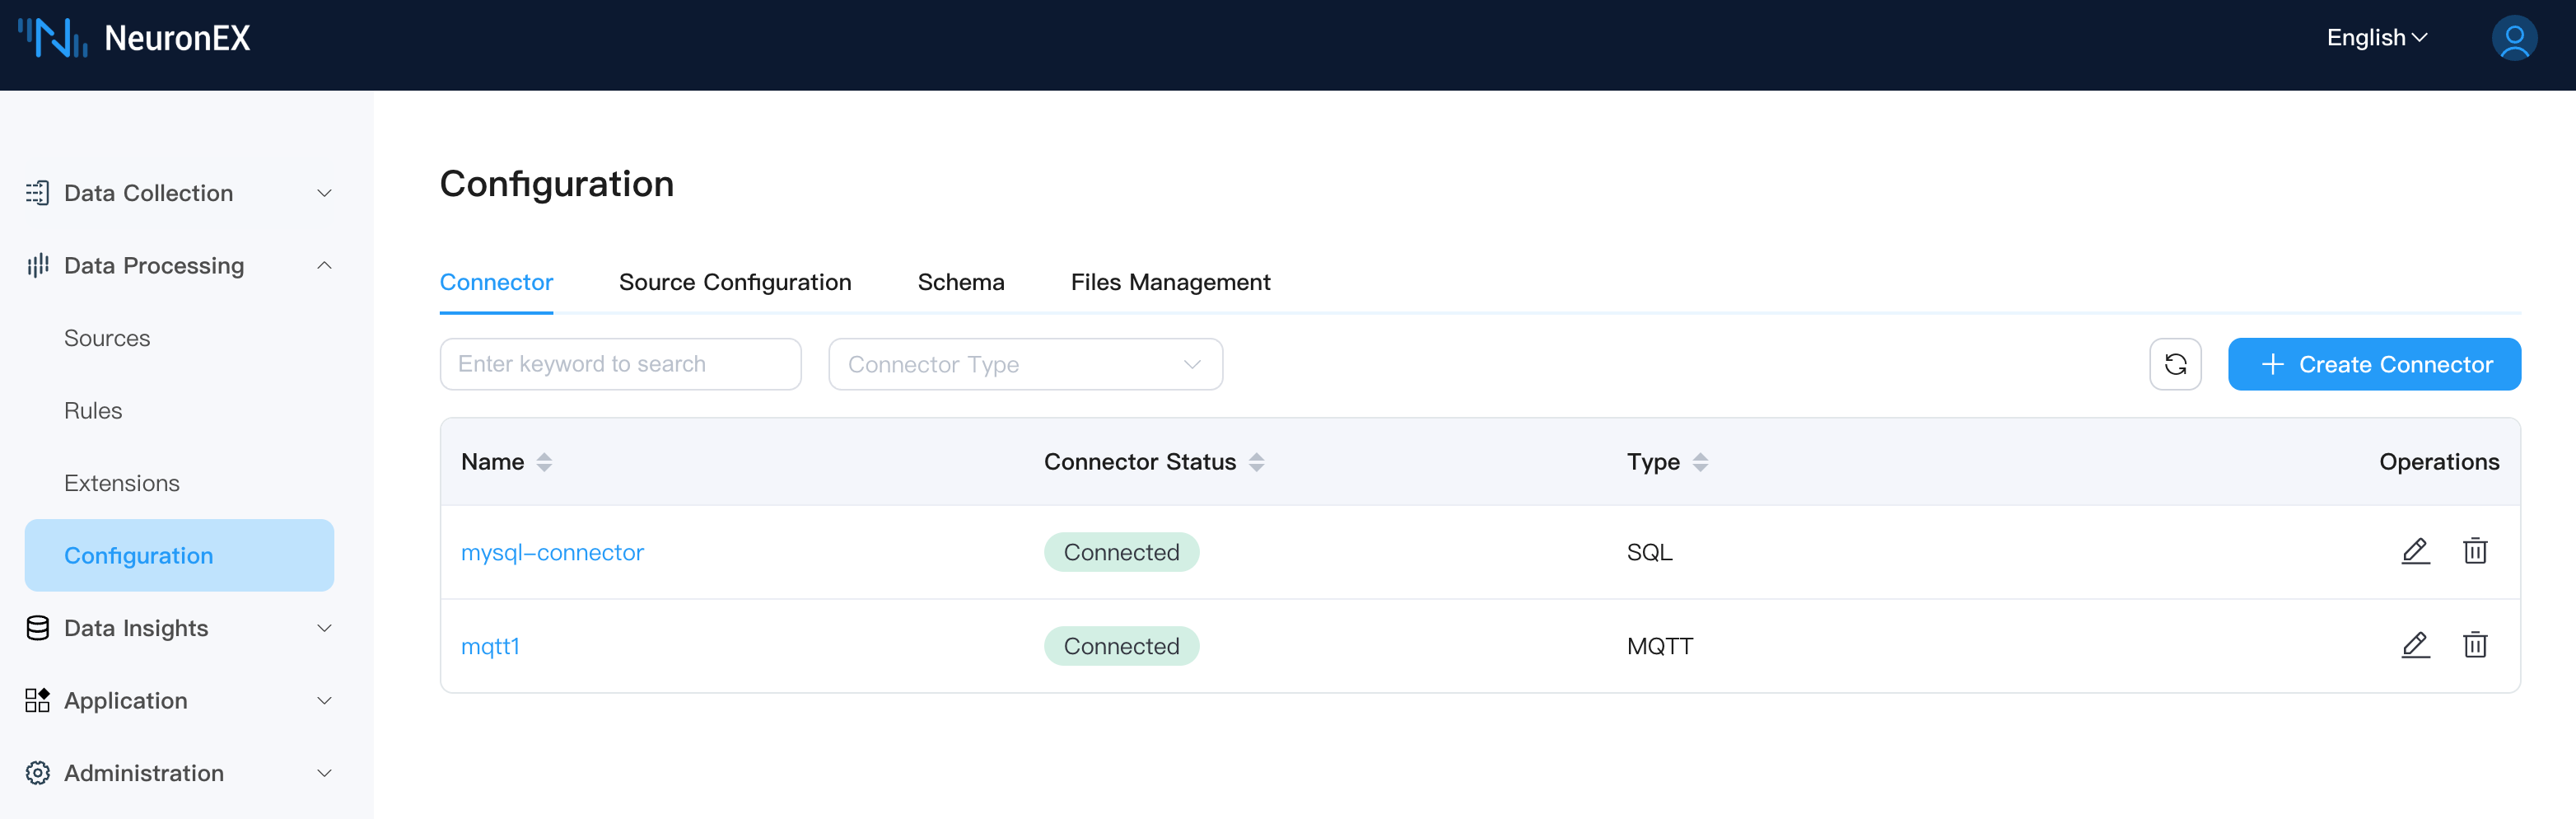 NeuronEX
English
Data Collection
Data Processing
Sources
Rules
Extensions
Configuration
Data Insights
Application
Administration
Configuration
Connector Source Configuration Schema Files Management
Enter keyword to search Connector Type Create Connector
Name Connector Status Type Operations
mysql-connector Connected SQL
mqtt1 Connected MQTT